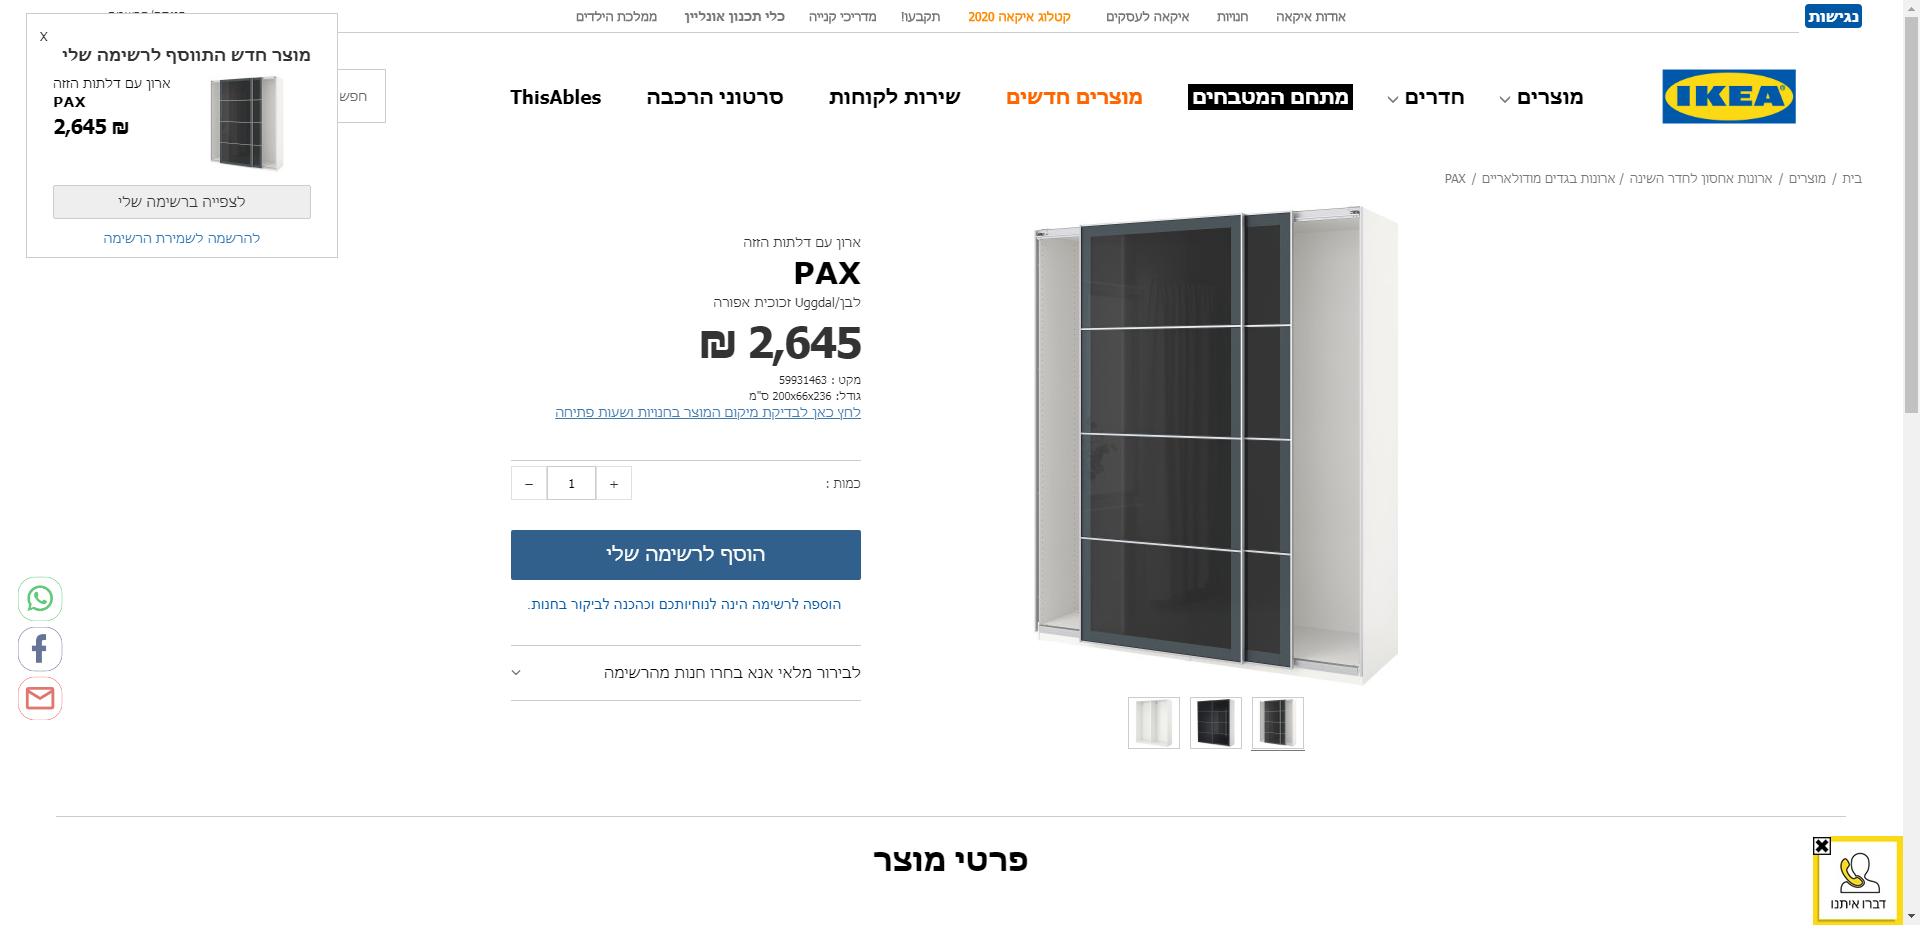 נגישות
אודות איקאה
חנויות
איקאה לעסקים
קטלוג איקאה 2020
תקבעו!
מדריכי קנייה
כלי תכנון אונליין
ממלכת הילדים
IKEA
מוצרים
חדרים
מתחם המטבחים
מוצרים חדשים
שירות לקוחות
סרטוני הרכבה
ThisAbles
חפש
X
מוצר חדש התווסף לרשימה שלי
ארון עם דלתות הזזה
PAX
2,645 ₪
לצפייה ברשימה שלי
להרשמה לשמירת הרשימה
בית / מוצרים / ארונות אחסון לחדר השינה / ארונות בגדים מודולאריים / PAX
ארון עם דלתות הזזה
PAX
לבן/Uggdal זכוכית אפורה
2,645 ₪
מקט : 59931463
גודל: 200x66x236 ס"מ
לחץ כאן לבדיקת מיקום המוצר בחנויות ושעות פתיחה
כמות :
+ 1 −
הוסף לרשימה שלי
הוספה לרשימה הינה לנוחיותכם וכהכנה לביקור בחנות.
לבירור מלאי אנא בחרו חנות מהרשימה
פרטי מוצר
דברו איתנו